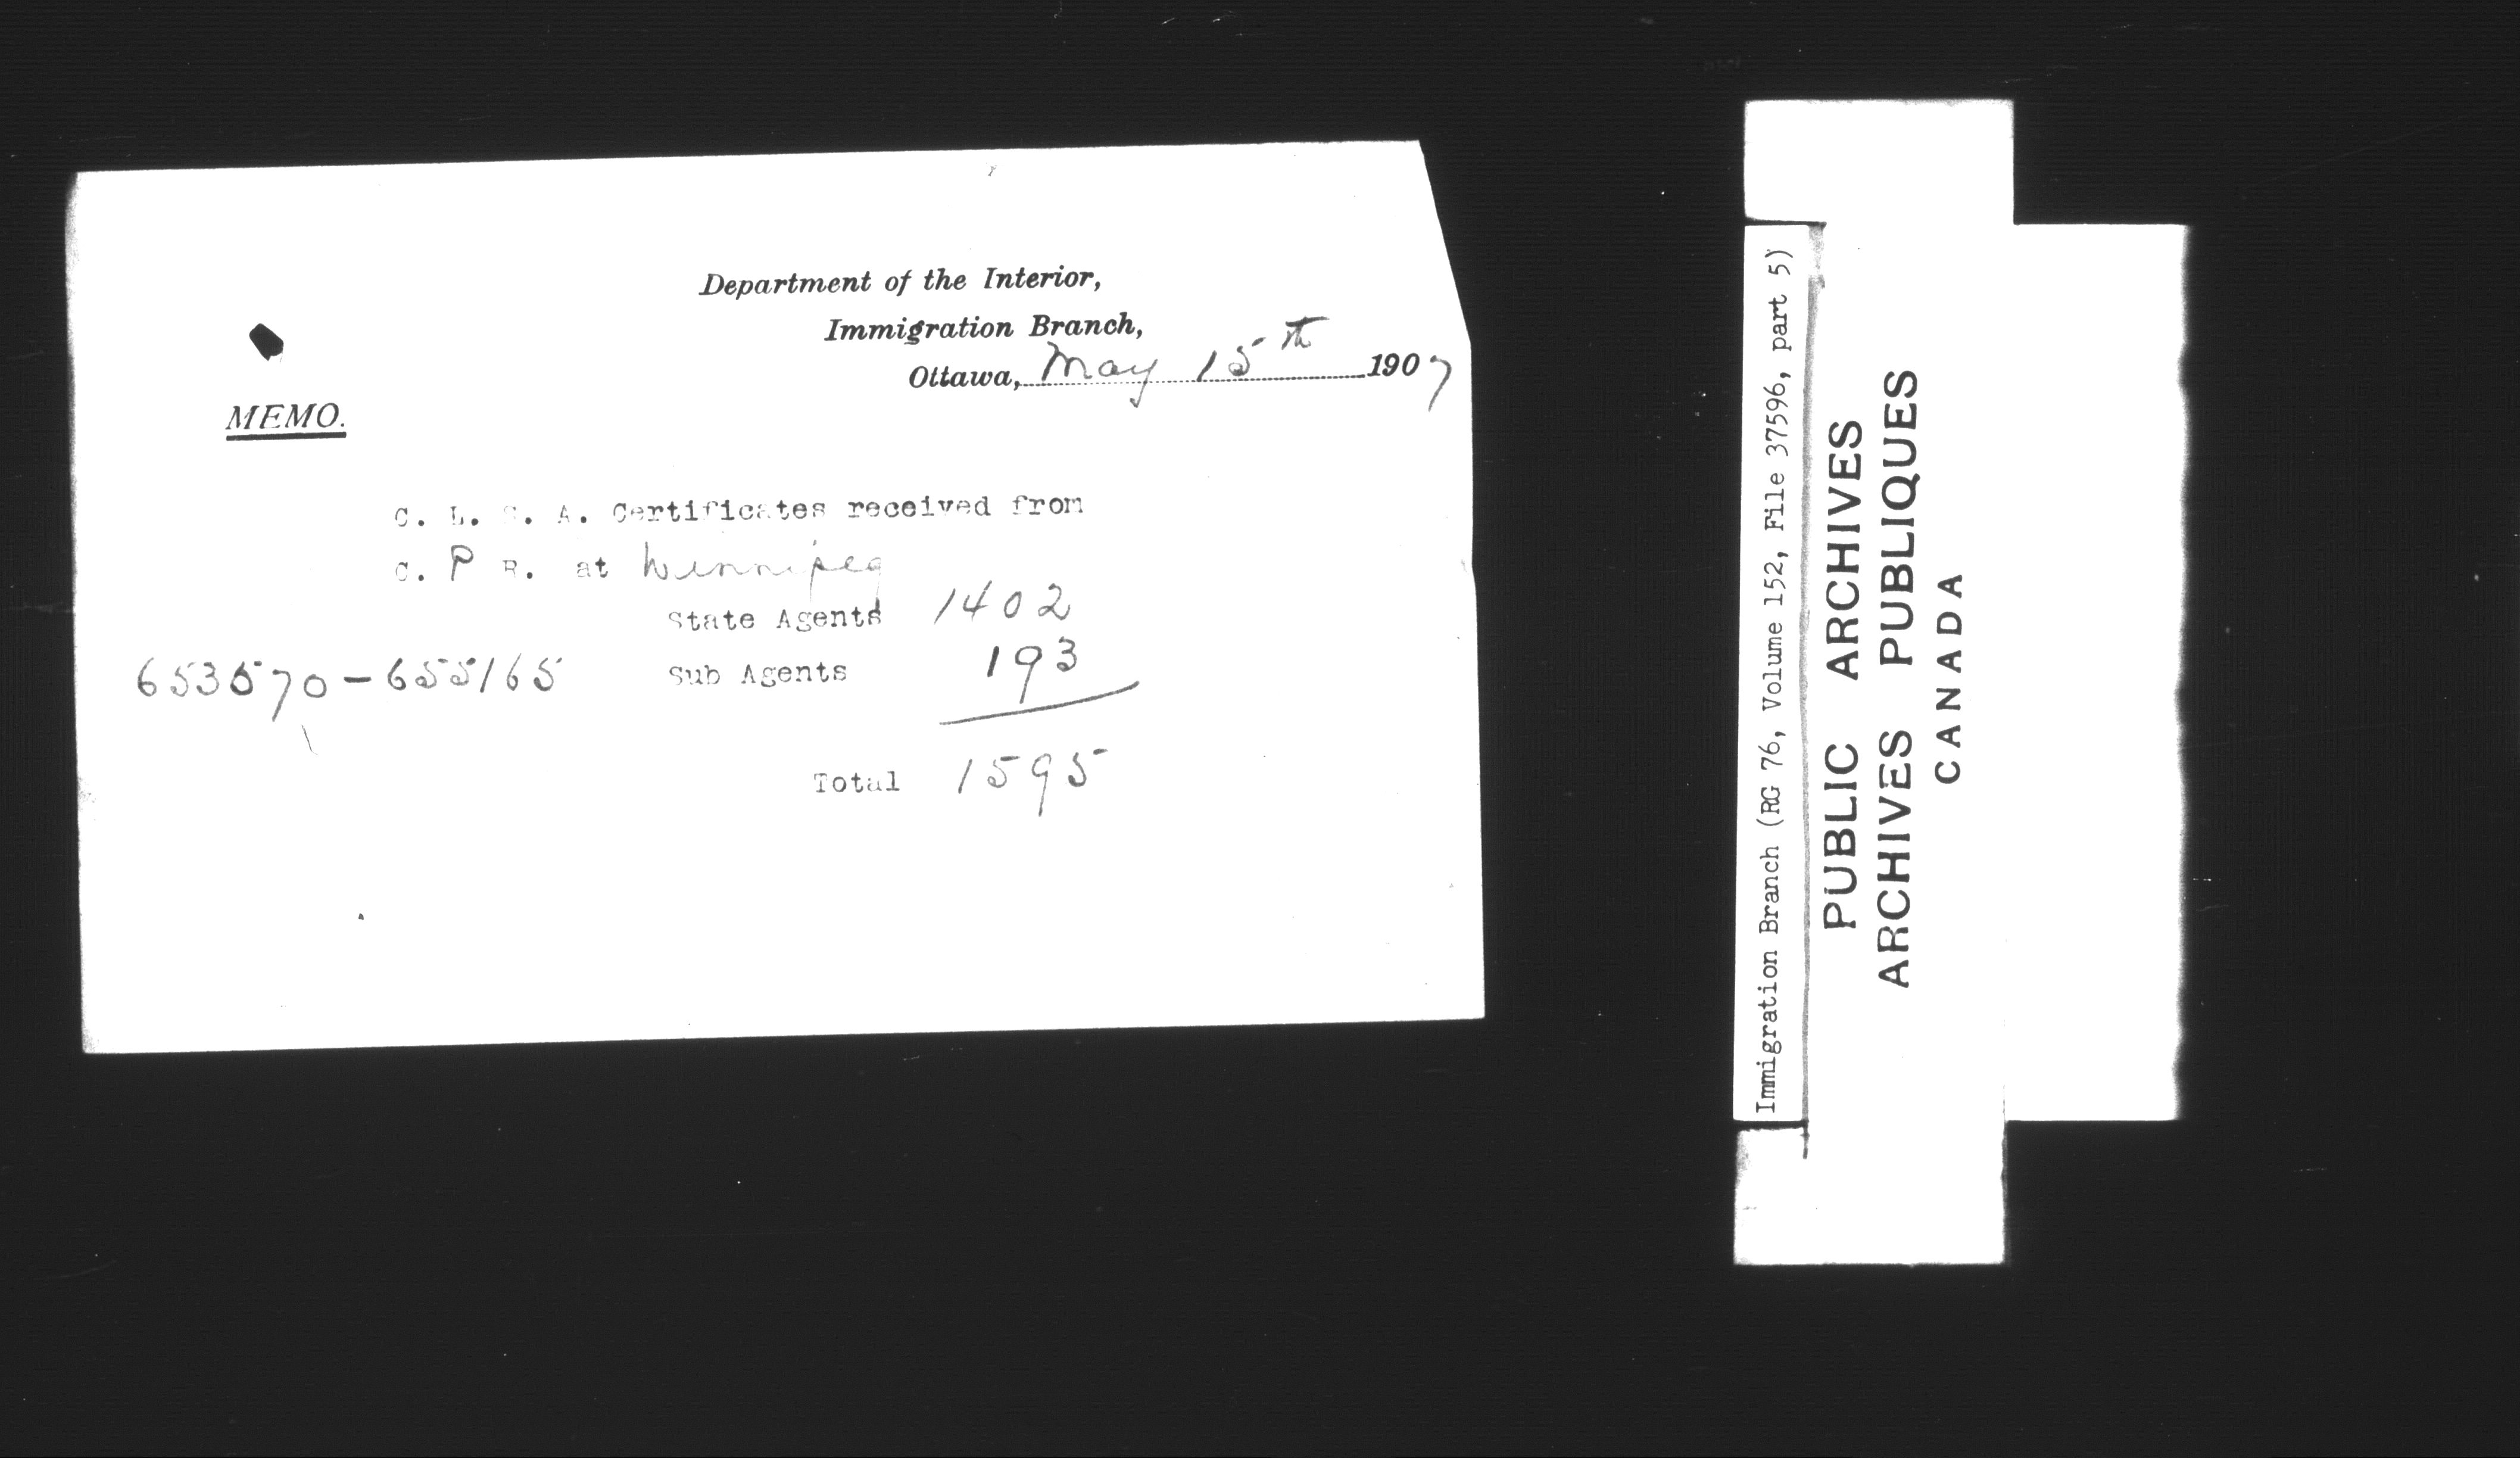 Department of the Interior,
Immigration Branch,
Ottawa, May 15th 1907
MEMO.
C. L. S. A. Certificates received from
C. P R. at Winnipeg
State Agents 1402
653570 - 655165 Sub Agents 193
Total 1595
Immigration Branch (RG 76, Volume 152, File 37596, part 5)
PUBLIC ARCHIVES
ARCHIVES PUBLIQUES
CANADA